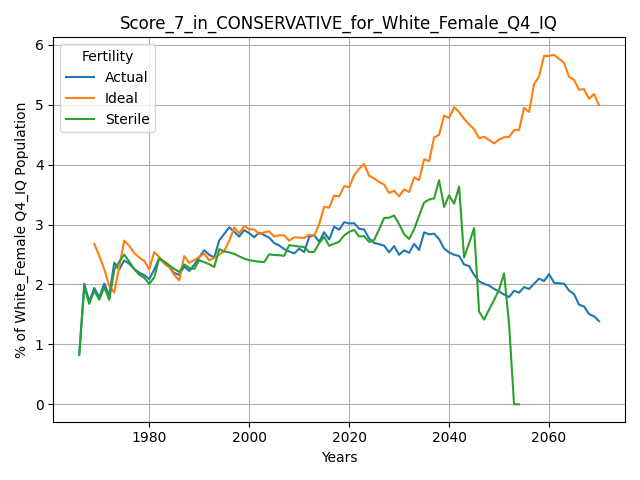 Score_7_in_CONSERVATIVE_for_White_Female_Q4_IQ
Fertility
Actual
Ideal
Sterile
% of White_Female Q4_IQ Population
6
5
4
3
2
1
0
1980
2000
2020
2040
2060
Years